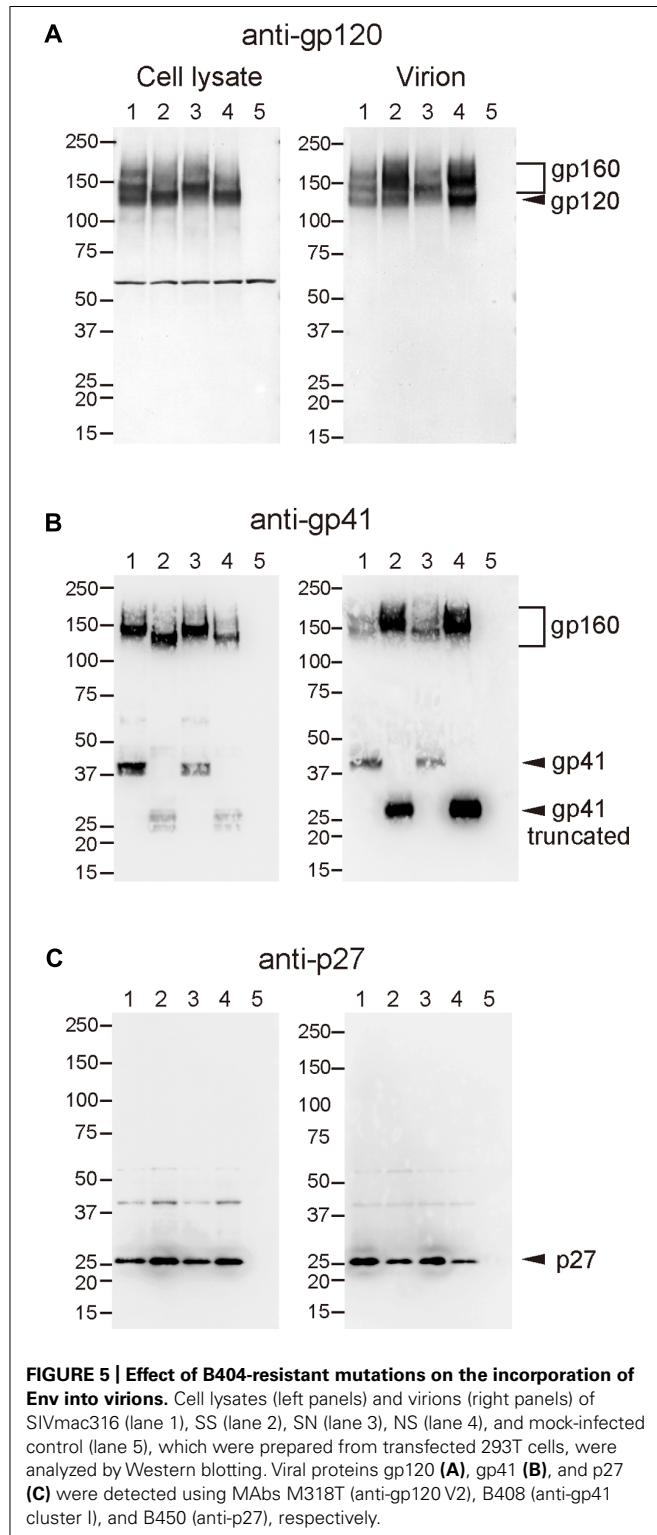 A
anti-gp120
Cell lysate
Virion
1 2 3 4 5
1 2 3 4 5
250
150
100
75
50
37
25
20
15
250
150
100
75
50
37
25
20
15
gp160
gp120
B
anti-gp41
1 2 3 4 5
1 2 3 4 5
250
150
100
75
50
37
25
20
15
250
150
100
75
50
37
25
20
15
gp160
gp41
gp41
truncated
C
anti-p27
1 2 3 4 5
1 2 3 4 5
250
150
100
75
50
37
25
20
15
250
150
100
75
50
37
25
20
15
p27
FIGURE 5 | Effect of B404-resistant mutations on the incorporation of
Env into virions. Cell lysates (left panels) and virions (right panels) of
SIVmac316 (lane 1), SS (lane 2), SN (lane 3), NS (lane 4), and mock-infected
control (lane 5), which were prepared from transfected 293T cells, were
analyzed by Western blotting. Viral proteins gp120 (A), gp41 (B), and p27
(C) were detected using MAbs M318T (anti-gp120 V2), B408 (anti-gp41
cluster I), and B450 (anti-p27), respectively.